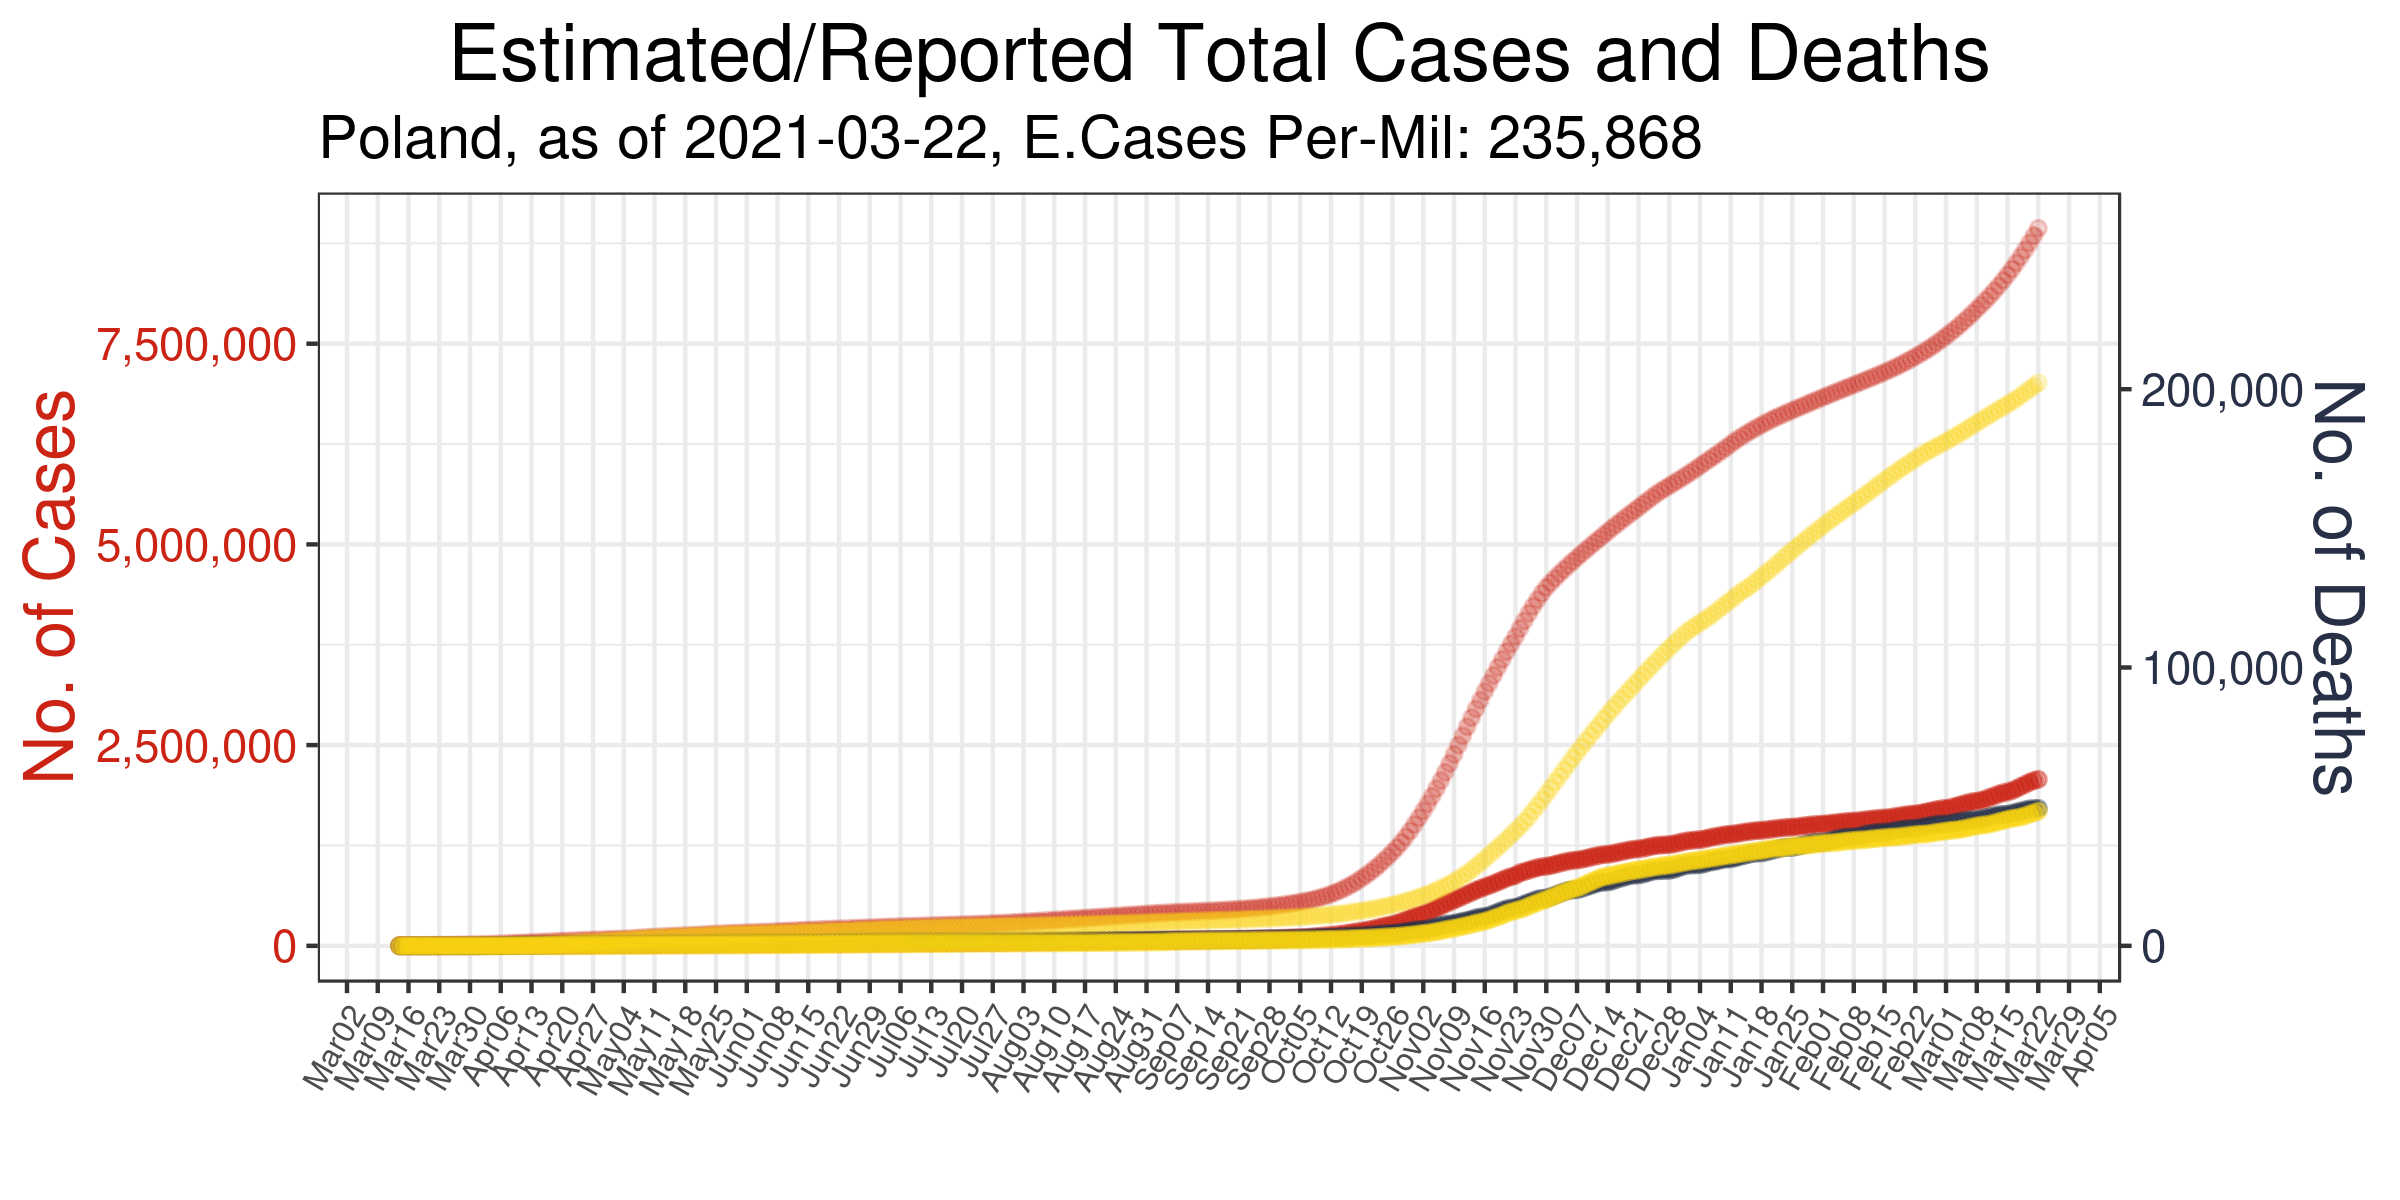 Estimated/Reported Total Cases and Deaths
Poland, as of 2021-03-22, E.Cases Per-Mil: 235,868
No. of Cases
7,500,000
5,000,000
2,500,000
0
No. of Deaths
200,000
100,000
0
Mar02
Mar09
Mar16
Mar23
Mar30
Apr06
Apr13
Apr20
Apr27
May04
May11
May18
May25
Jun01
Jun08
Jun15
Jun22
Jun29
Jul06
Jul13
Jul20
Jul27
Aug03
Aug10
Aug17
Aug24
Aug31
Sep07
Sep14
Sep21
Sep28
Oct05
Oct12
Oct19
Oct26
Nov02
Nov09
Nov16
Nov23
Nov30
Dec07
Dec14
Dec21
Dec28
Jan04
Jan11
Jan18
Jan25
Feb01
Feb08
Feb15
Feb22
Mar01
Mar08
Mar15
Mar22
Mar29
Apr05